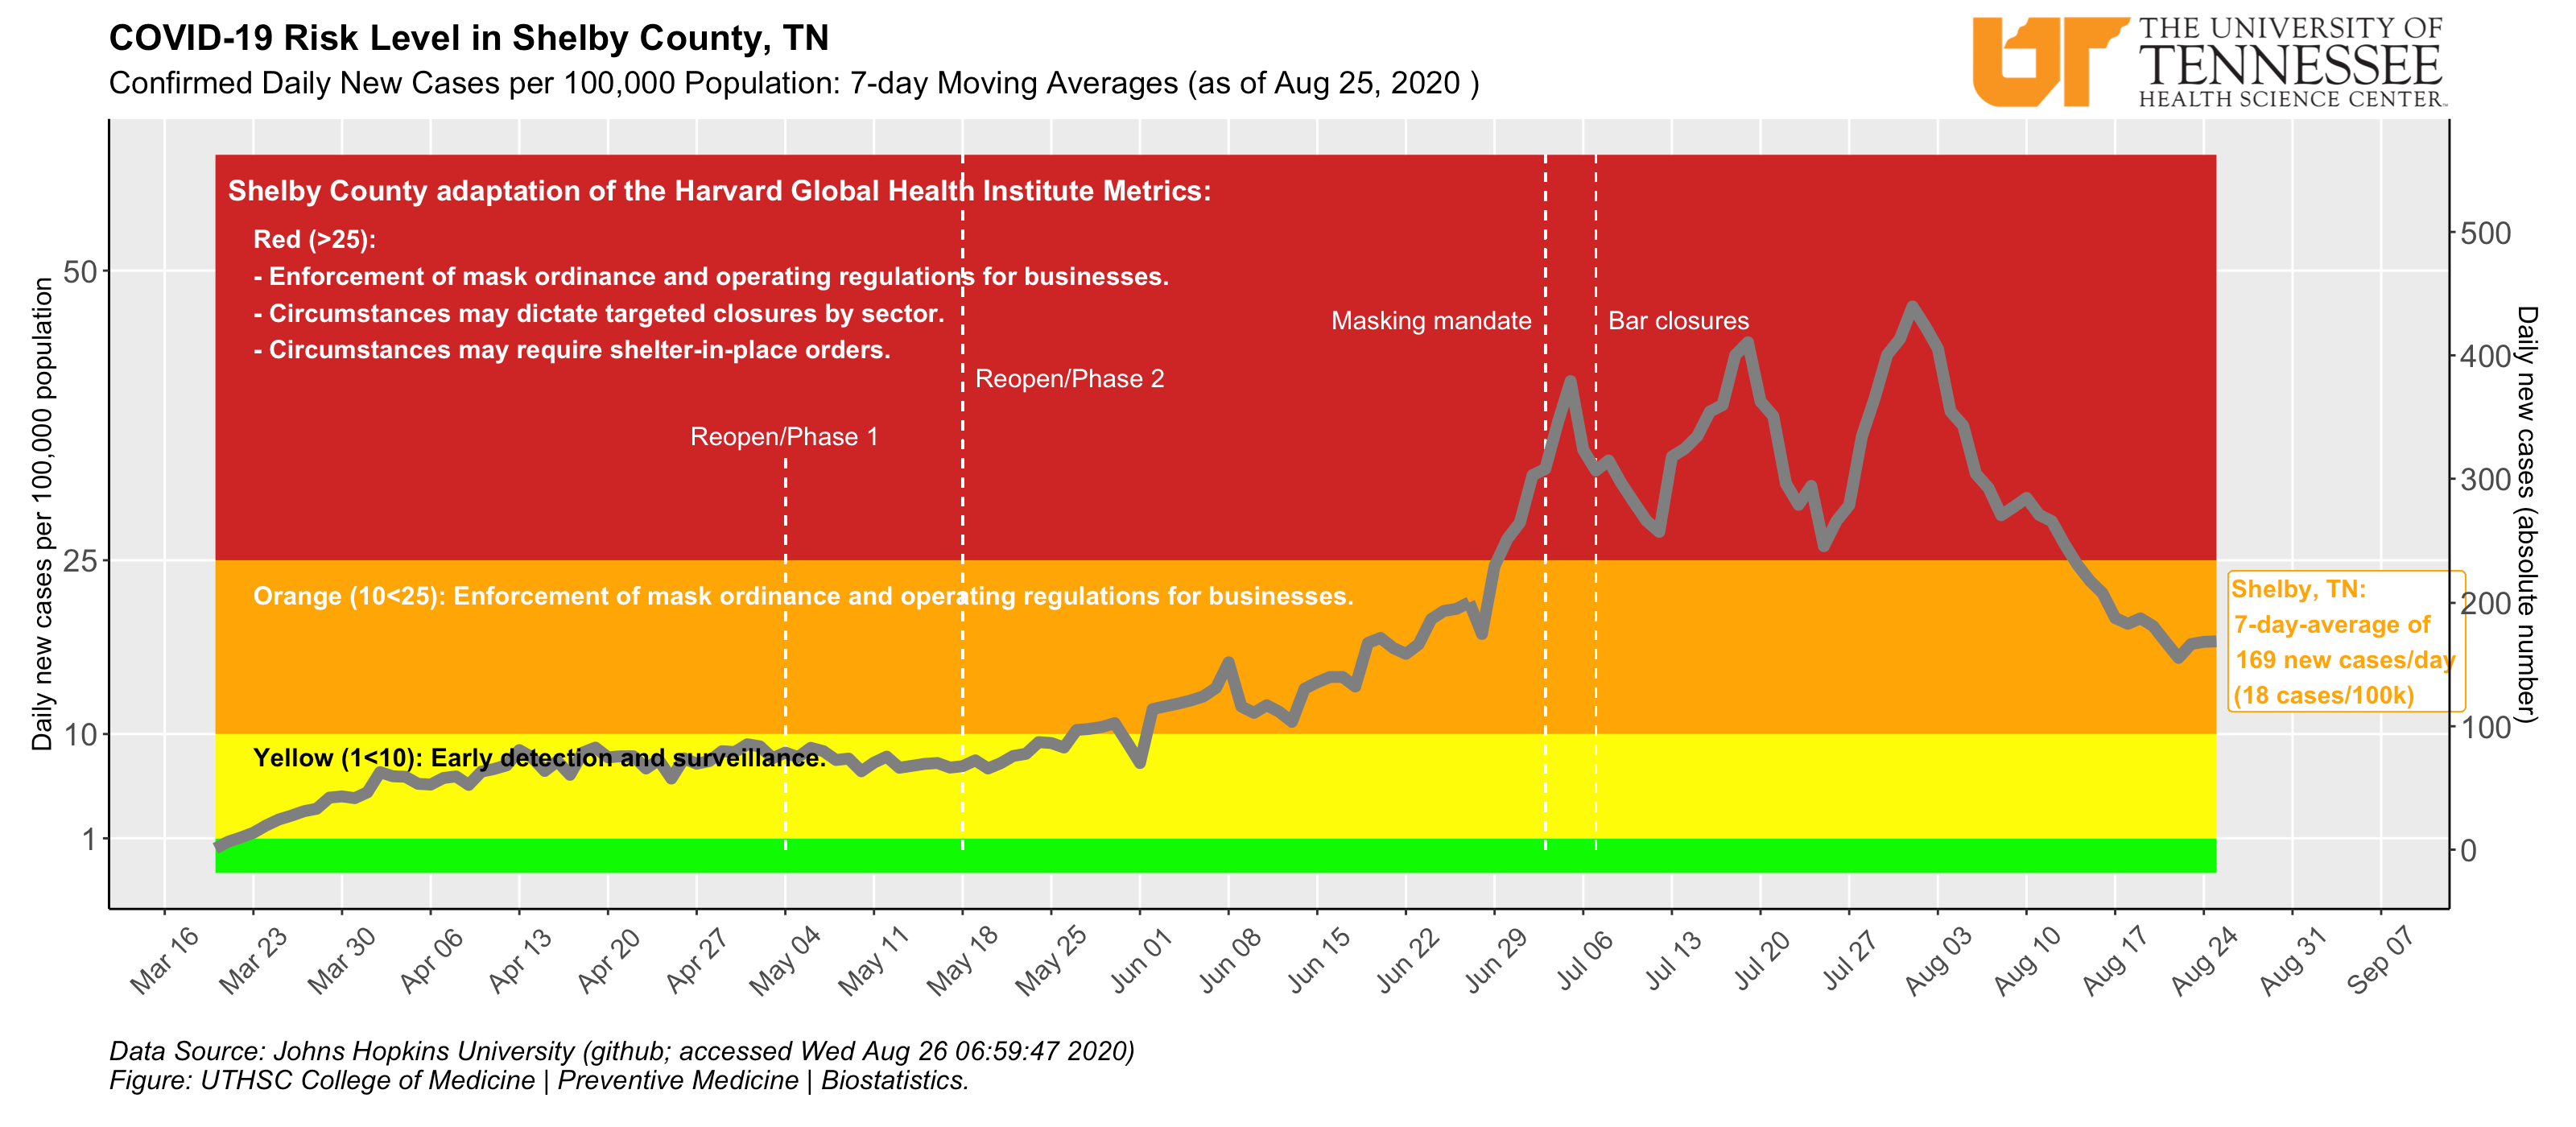 COVID-19 Risk Level in Shelby County, TN
Confirmed Daily New Cases per 100,000 Population: 7-day Moving Averages (as of Aug 25, 2020 )
UT
THE UNIVERSITY OF
TENNESSEE
HEALTH SCIENCE CENTER™
Shelby County adaptation of the Harvard Global Health Institute Metrics:
Red (>25):
- Enforcement of mask ordinance and operating regulations for businesses.
- Circumstances may dictate targeted closures by sector.
- Circumstances may require shelter-in-place orders.
Masking mandate
Bar closures
Reopen/Phase 2
Reopen/Phase 1
Orange (10<25): Enforcement of mask ordinance and operating regulations for businesses.
Yellow (1<10): Early detection and surveillance.
Shelby, TN:
7-day-average of
169 new cases/day
(18 cases/100k)
Daily new cases per 100,000 population
50
25
10
1
Daily new cases (absolute number)
500
400
300
200
100
0
Mar 16
Mar 23
Mar 30
Apr 06
Apr 13
Apr 20
Apr 27
May 04
May 11
May 18
May 25
Jun 01
Jun 08
Jun 15
Jun 22
Jun 29
Jul 06
Jul 13
Jul 20
Jul 27
Aug 03
Aug 10
Aug 17
Aug 24
Aug 31
Sep 07
Data Source: Johns Hopkins University (github; accessed Wed Aug 26 06:59:47 2020)
Figure: UTHSC College of Medicine | Preventive Medicine | Biostatistics.